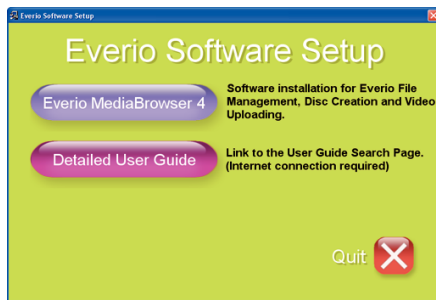 Everio Software Setup
Everio Software Setup
Everio MediaBrowser 4
Software installation for Everio File
Management, Disc Creation and Video
Uploading.
Detailed User Guide
Link to the User Guide Search Page.
(Internet connection required)
Quit